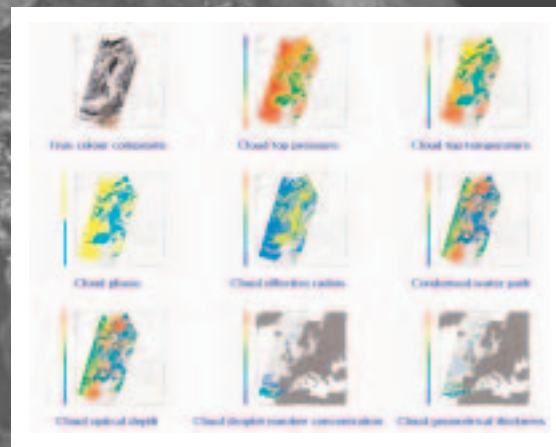 True colour composite
Cloud top pressure
Cloud top temperature
Cloud phase
Cloud effective radius
Condensed water path
Cloud optical depth
Cloud droplet number concentration
Cloud geometrical thickness